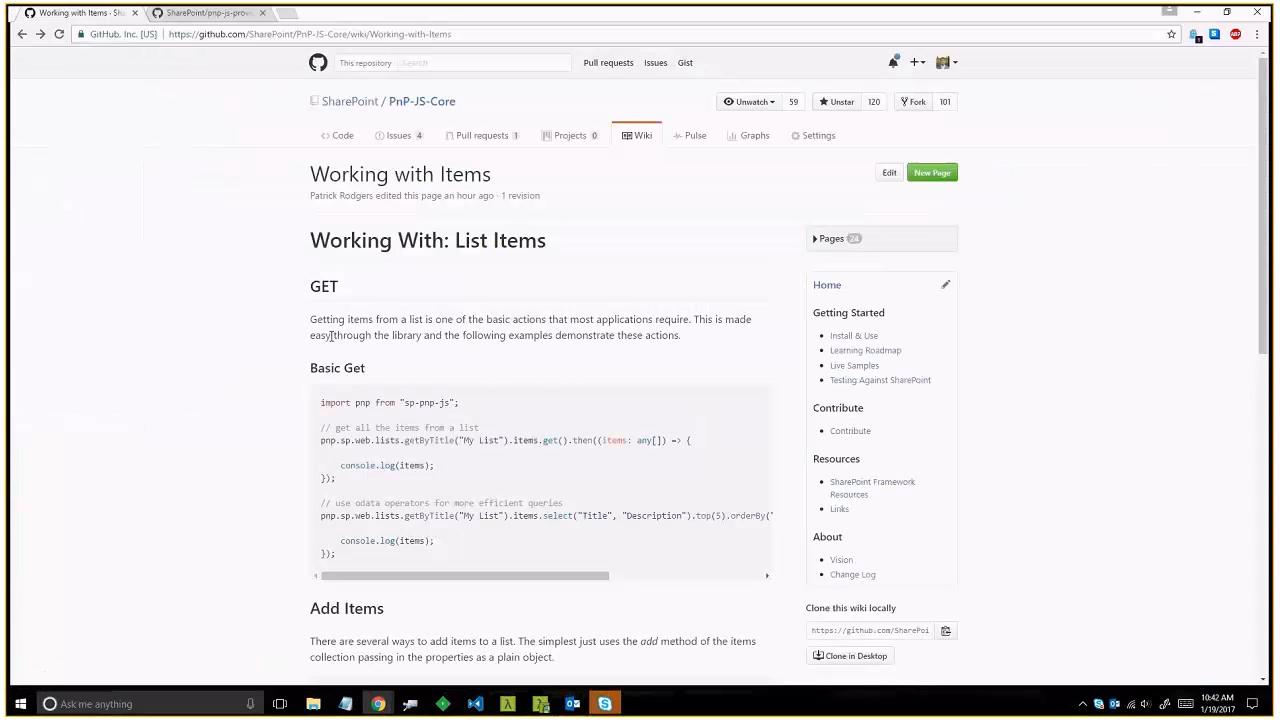 Working with Items · Sh
SharePoint/pnp-js-prov
GitHub, Inc. [US]
https://github.com/SharePoint/PnP-JS-Core/wiki/Working-with-Items
This repository
Search
Pull requests
Issues
Gist
SharePoint / PnP-JS-Core
Unwatch
59
Unstar
120
Fork
101
Code
Issues 4
Pull requests 1
Projects 0
Wiki
Pulse
Graphs
Settings
Working with Items
Edit
New Page
Patrick Rodgers edited this page an hour ago · 1 revision
Working With: List Items
GET
Getting items from a list is one of the basic actions that most applications require. This is made
easy through the library and the following examples demonstrate these actions.
Basic Get
import pnp from "sp-pnp-js";
// get all the items from a list
pnp.sp.web.lists.getByTitle("My List").items.get().then((items: any[]) => {
console.log(items);
});
// use odata operators for more efficient queries
pnp.sp.web.lists.getByTitle("My List").items.select("Title", "Description").top(5).orderBy("
console.log(items);
});
Add Items
There are several ways to add items to a list. The simplest just uses the add method of the items
collection passing in the properties as a plain object.
Pages 24
Home
Getting Started
Install & Use
Learning Roadmap
Live Samples
Testing Against SharePoint
Contribute
Contribute
Resources
SharePoint Framework
Resources
Links
About
Vision
Change Log
Clone this wiki locally
https://github.com/SharePoi
Clone in Desktop
Ask me anything
10:42 AM
1/19/2017